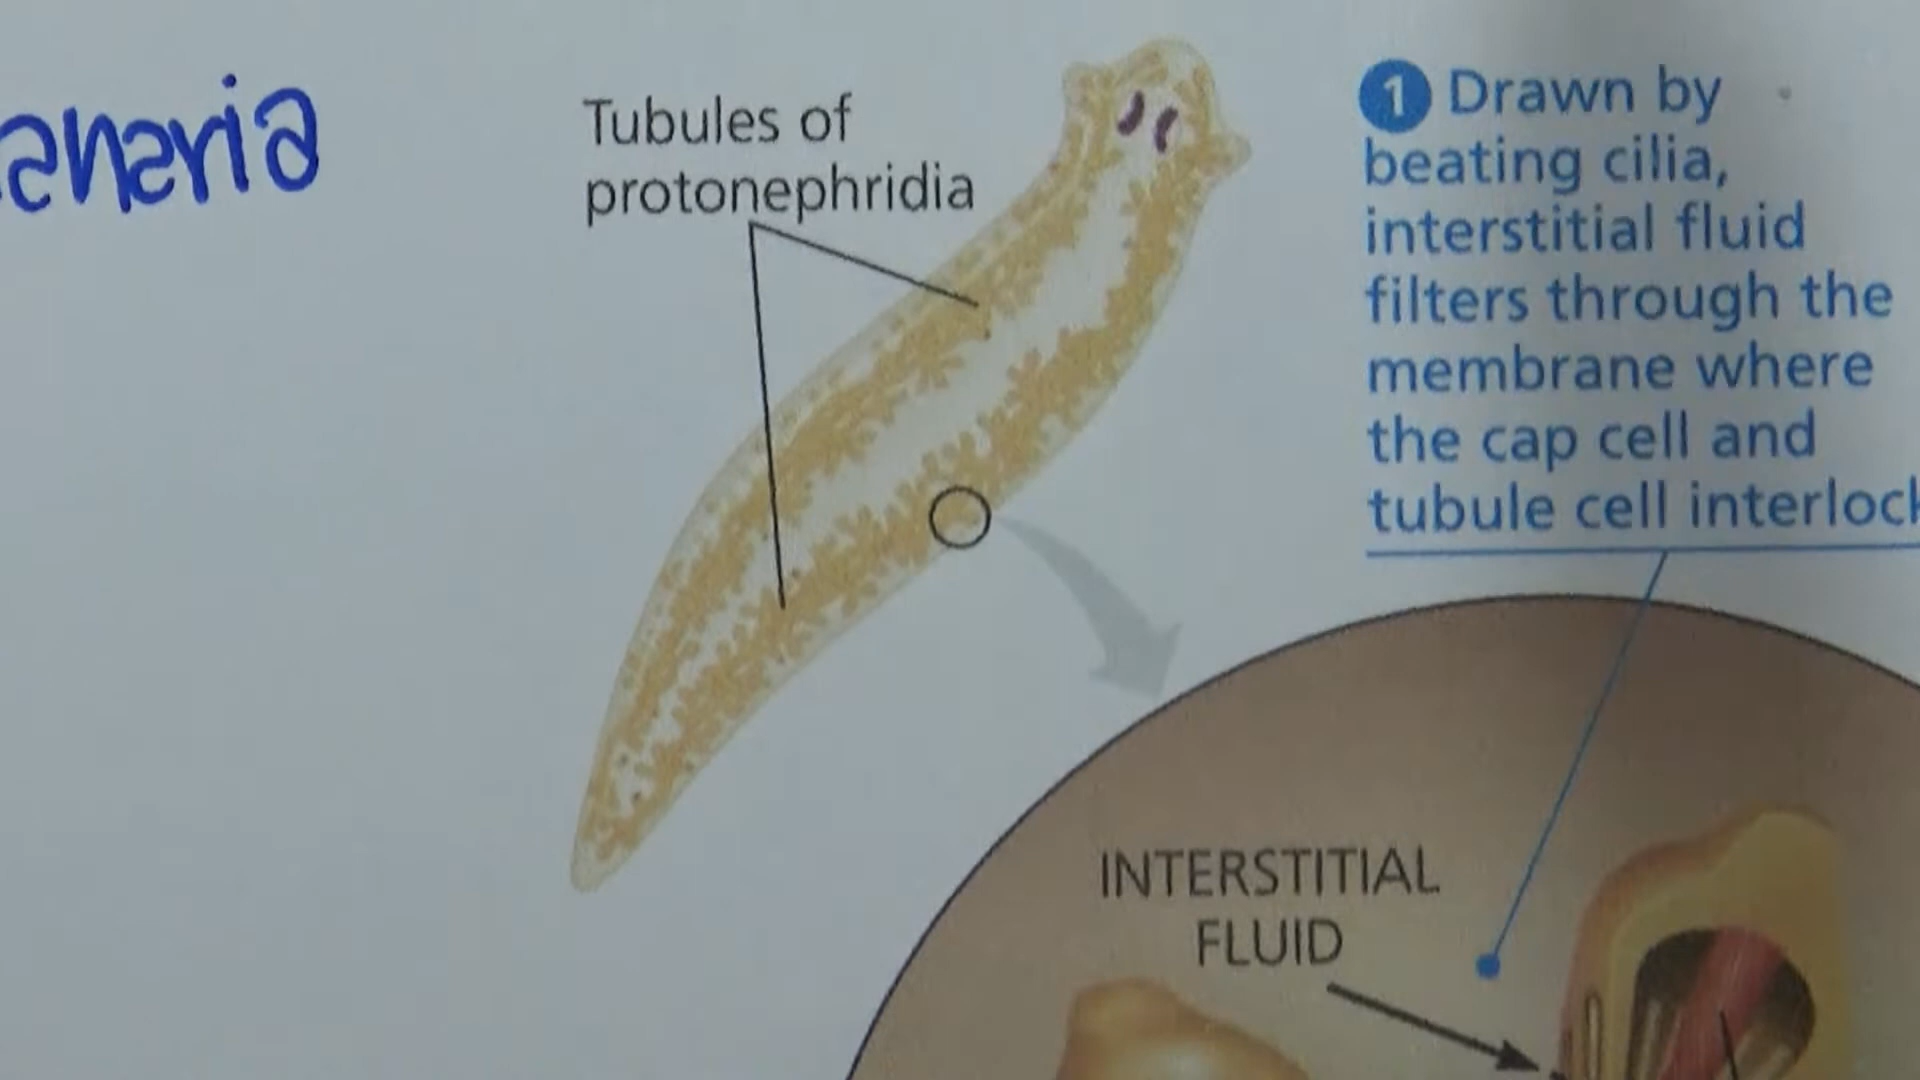 anaria
Tubules of
protonephridia
1 Drawn by
beating cilia,
interstitial fluid
filters through the
membrane where
the cap cell and
tubule cell interlock
INTERSTITIAL
FLUID